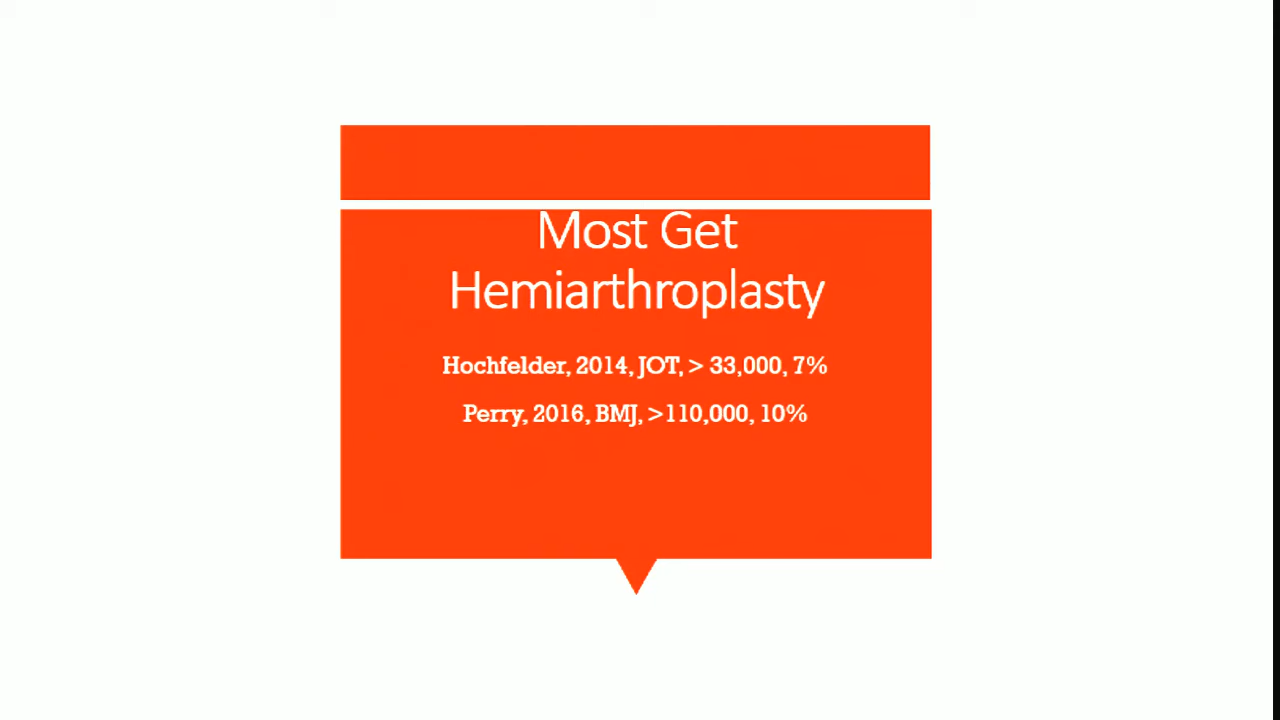 Most Get
Hemiarthroplasty
Hochfelder, 2014, JOT, > 33,000, 7%
Perry, 2016, BMJ, >110,000, 10%